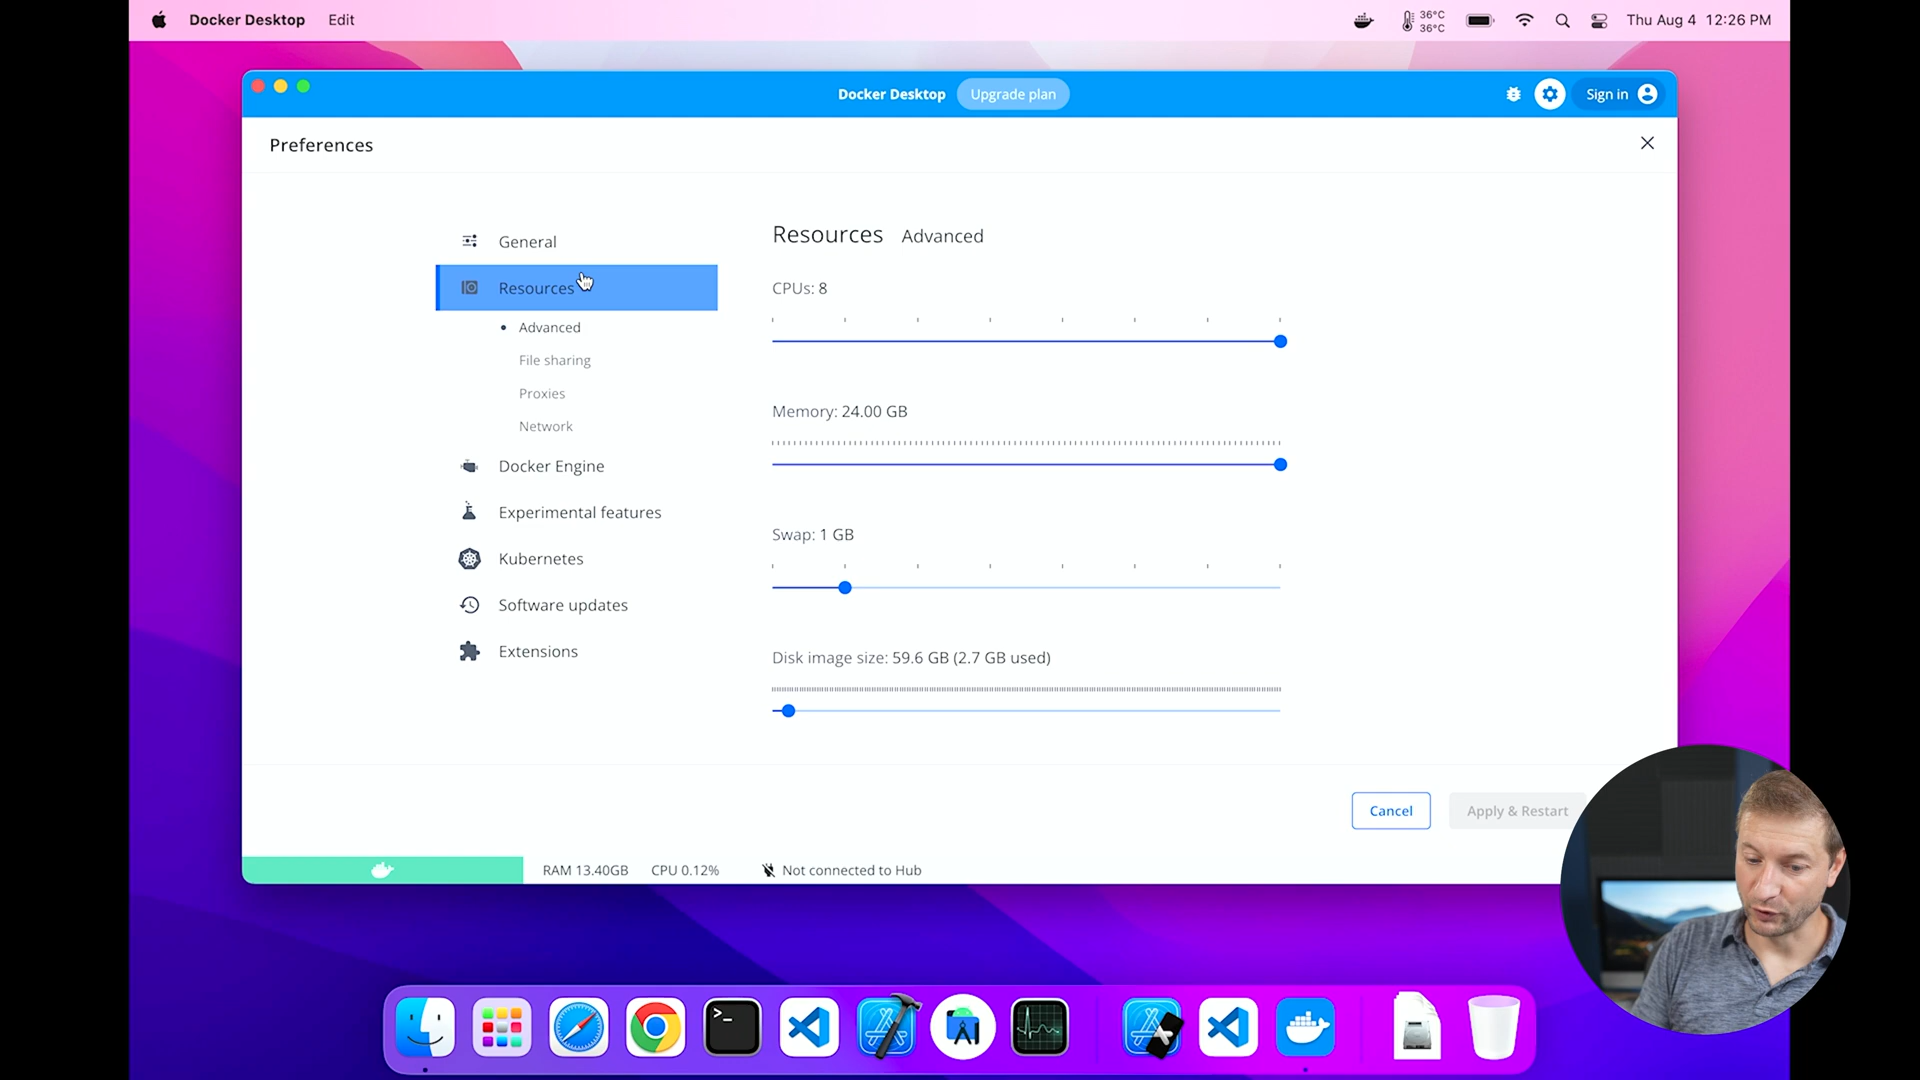 Docker Desktop Edit
36°C
36°C
Thu Aug 4 12:26 PM
Docker Desktop
Upgrade plan
Sign in
Preferences
General
Resources
Advanced
File sharing
Proxies
Network
Docker Engine
Experimental features
Kubernetes
Software updates
Extensions
Resources Advanced
CPUs: 8
Memory: 24.00 GB
Swap: 1 GB
Disk image size: 59.6 GB (2.7 GB used)
Cancel
Apply & Restart
RAM 13.40GB CPU 0.12% Not connected to Hub